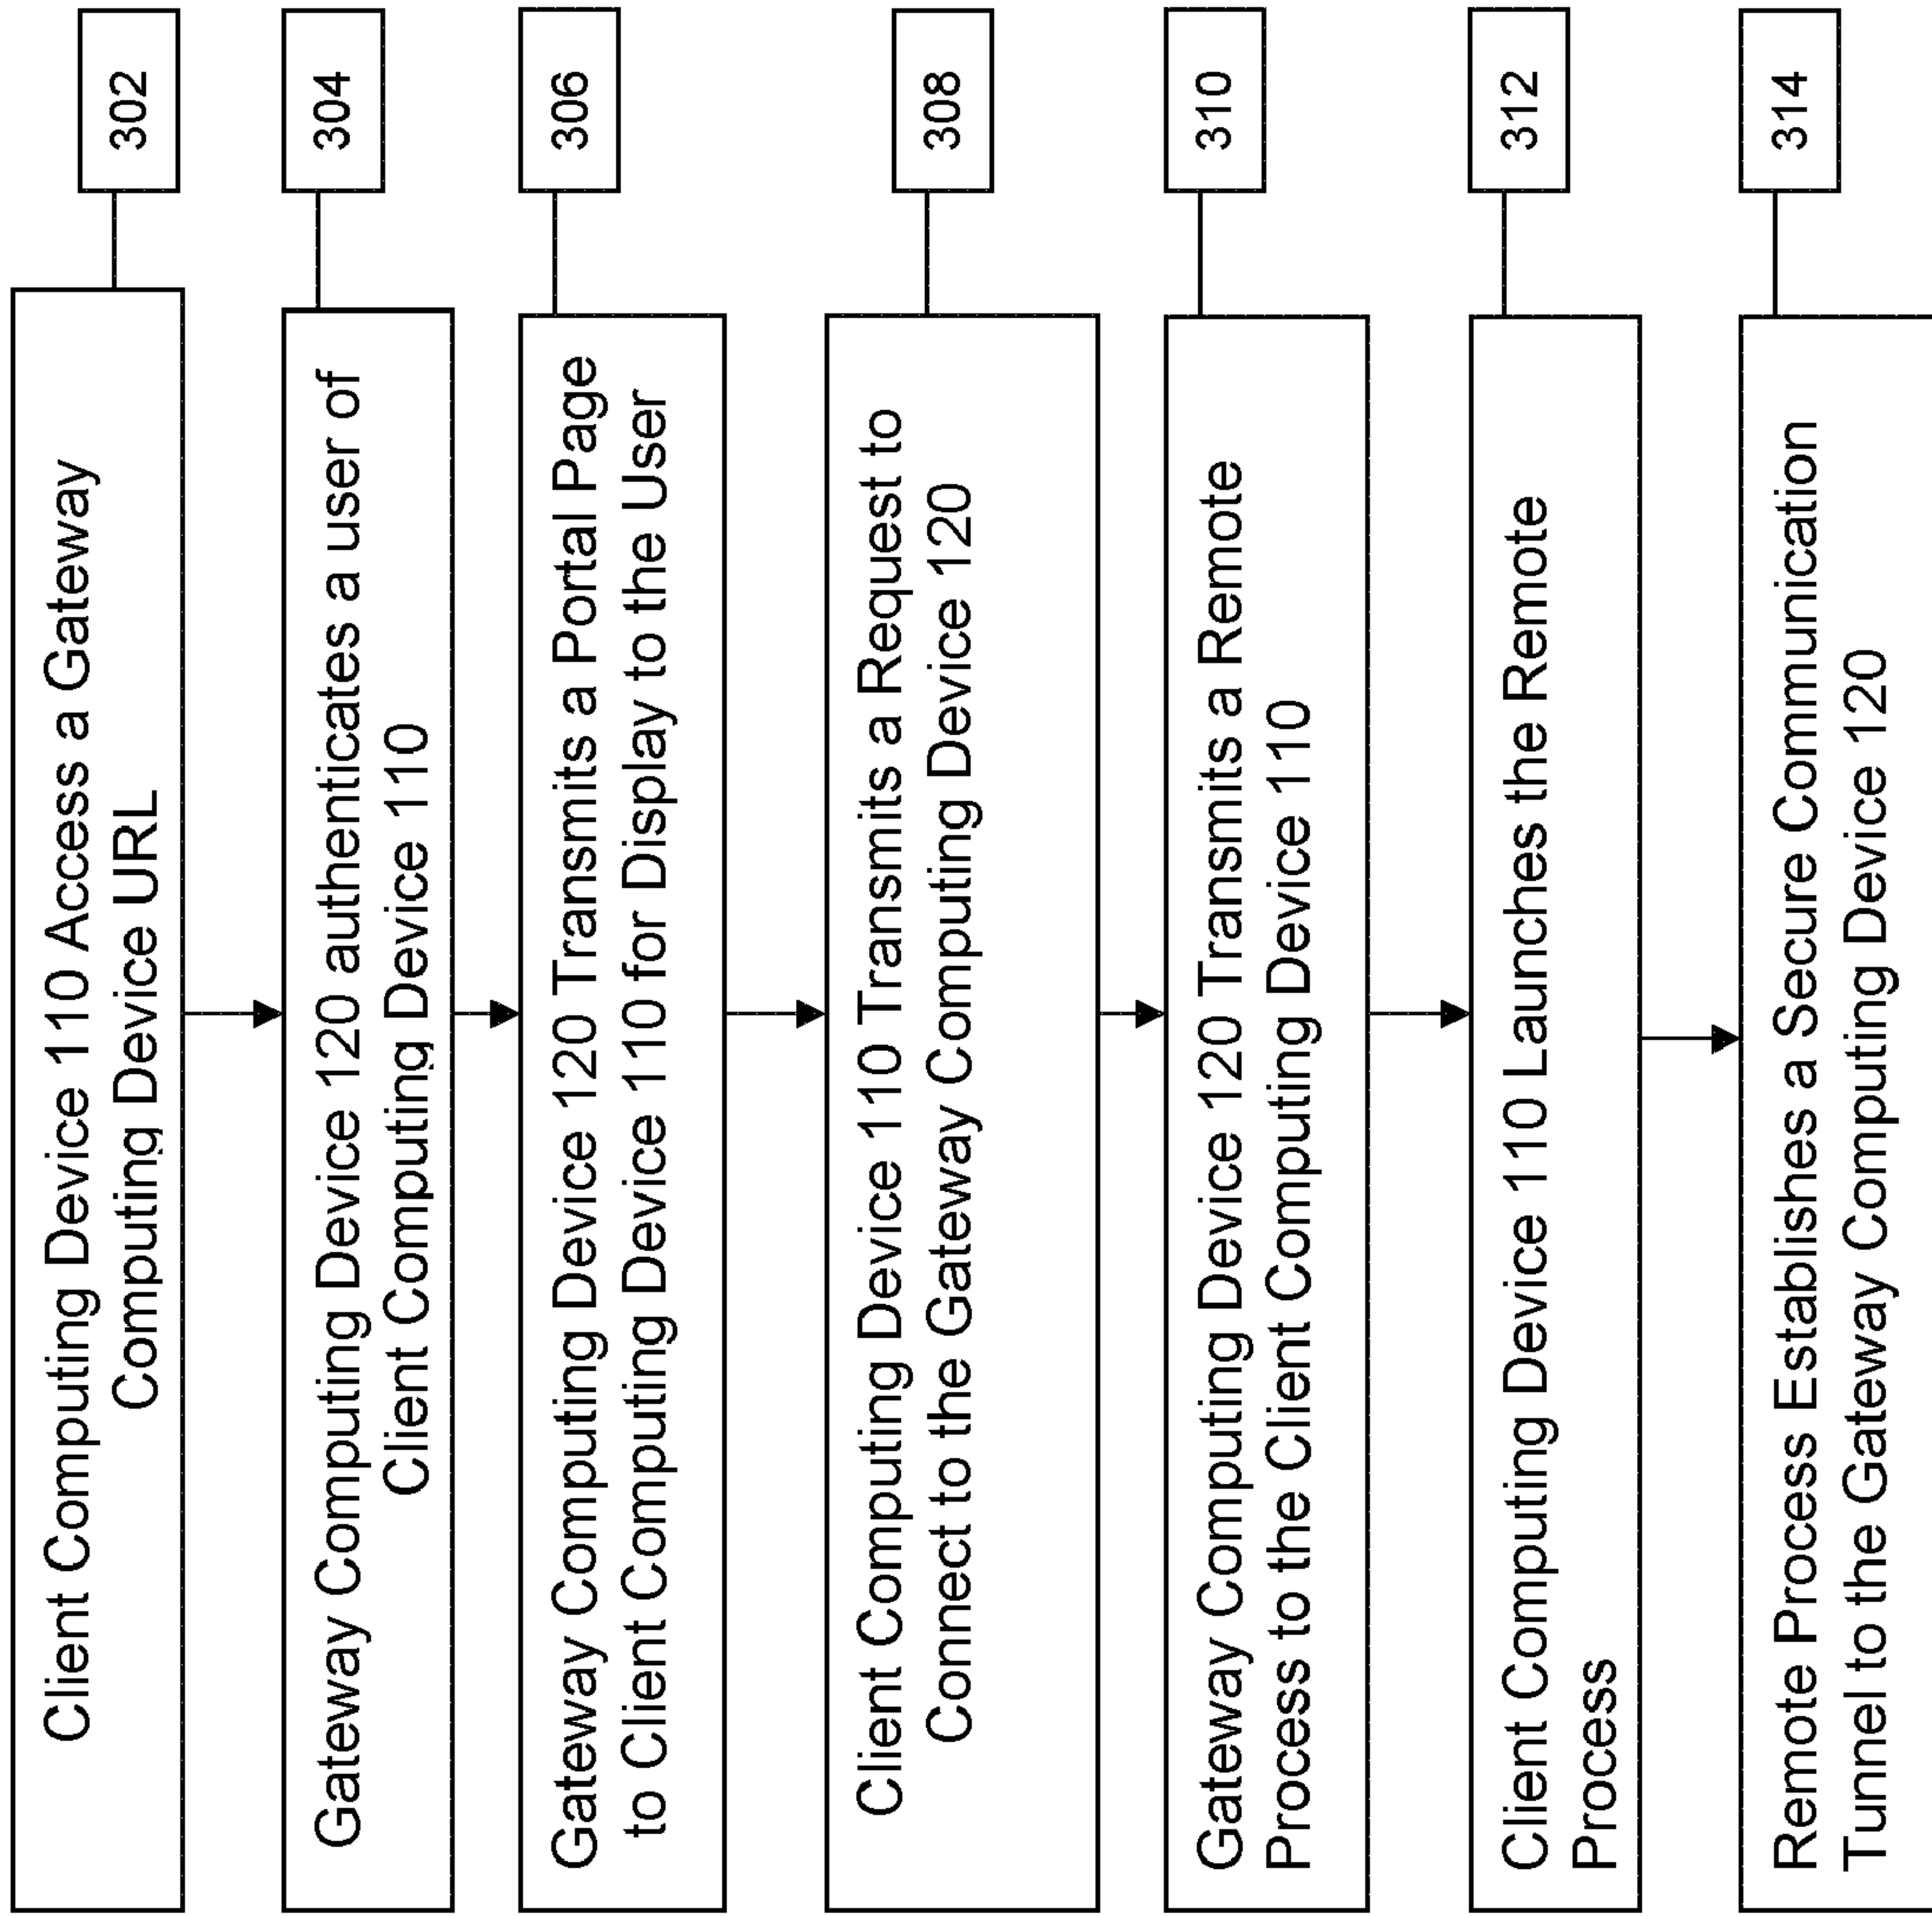 Client Computing Device 110 Access a Gateway
Computing Device URL
302
Gateway Computing Device 120 authenticates a user of
Client Computing Device 110
304
Gateway Computing Device 120 Transmits a Portal Page
to Client Computing Device 110 for Display to the User
306
Client Computing Device 110 Transmits a Request to
Connect to the Gateway Computing Device 120
308
Gateway Computing Device 120 Transmits a Remote
Process to the Client Computing Device 110
310
Client Computing Device 110 Launches the Remote
Process
312
Remote Process Establishes a Secure Communication
Tunnel to the Gateway Computing Device 120
314